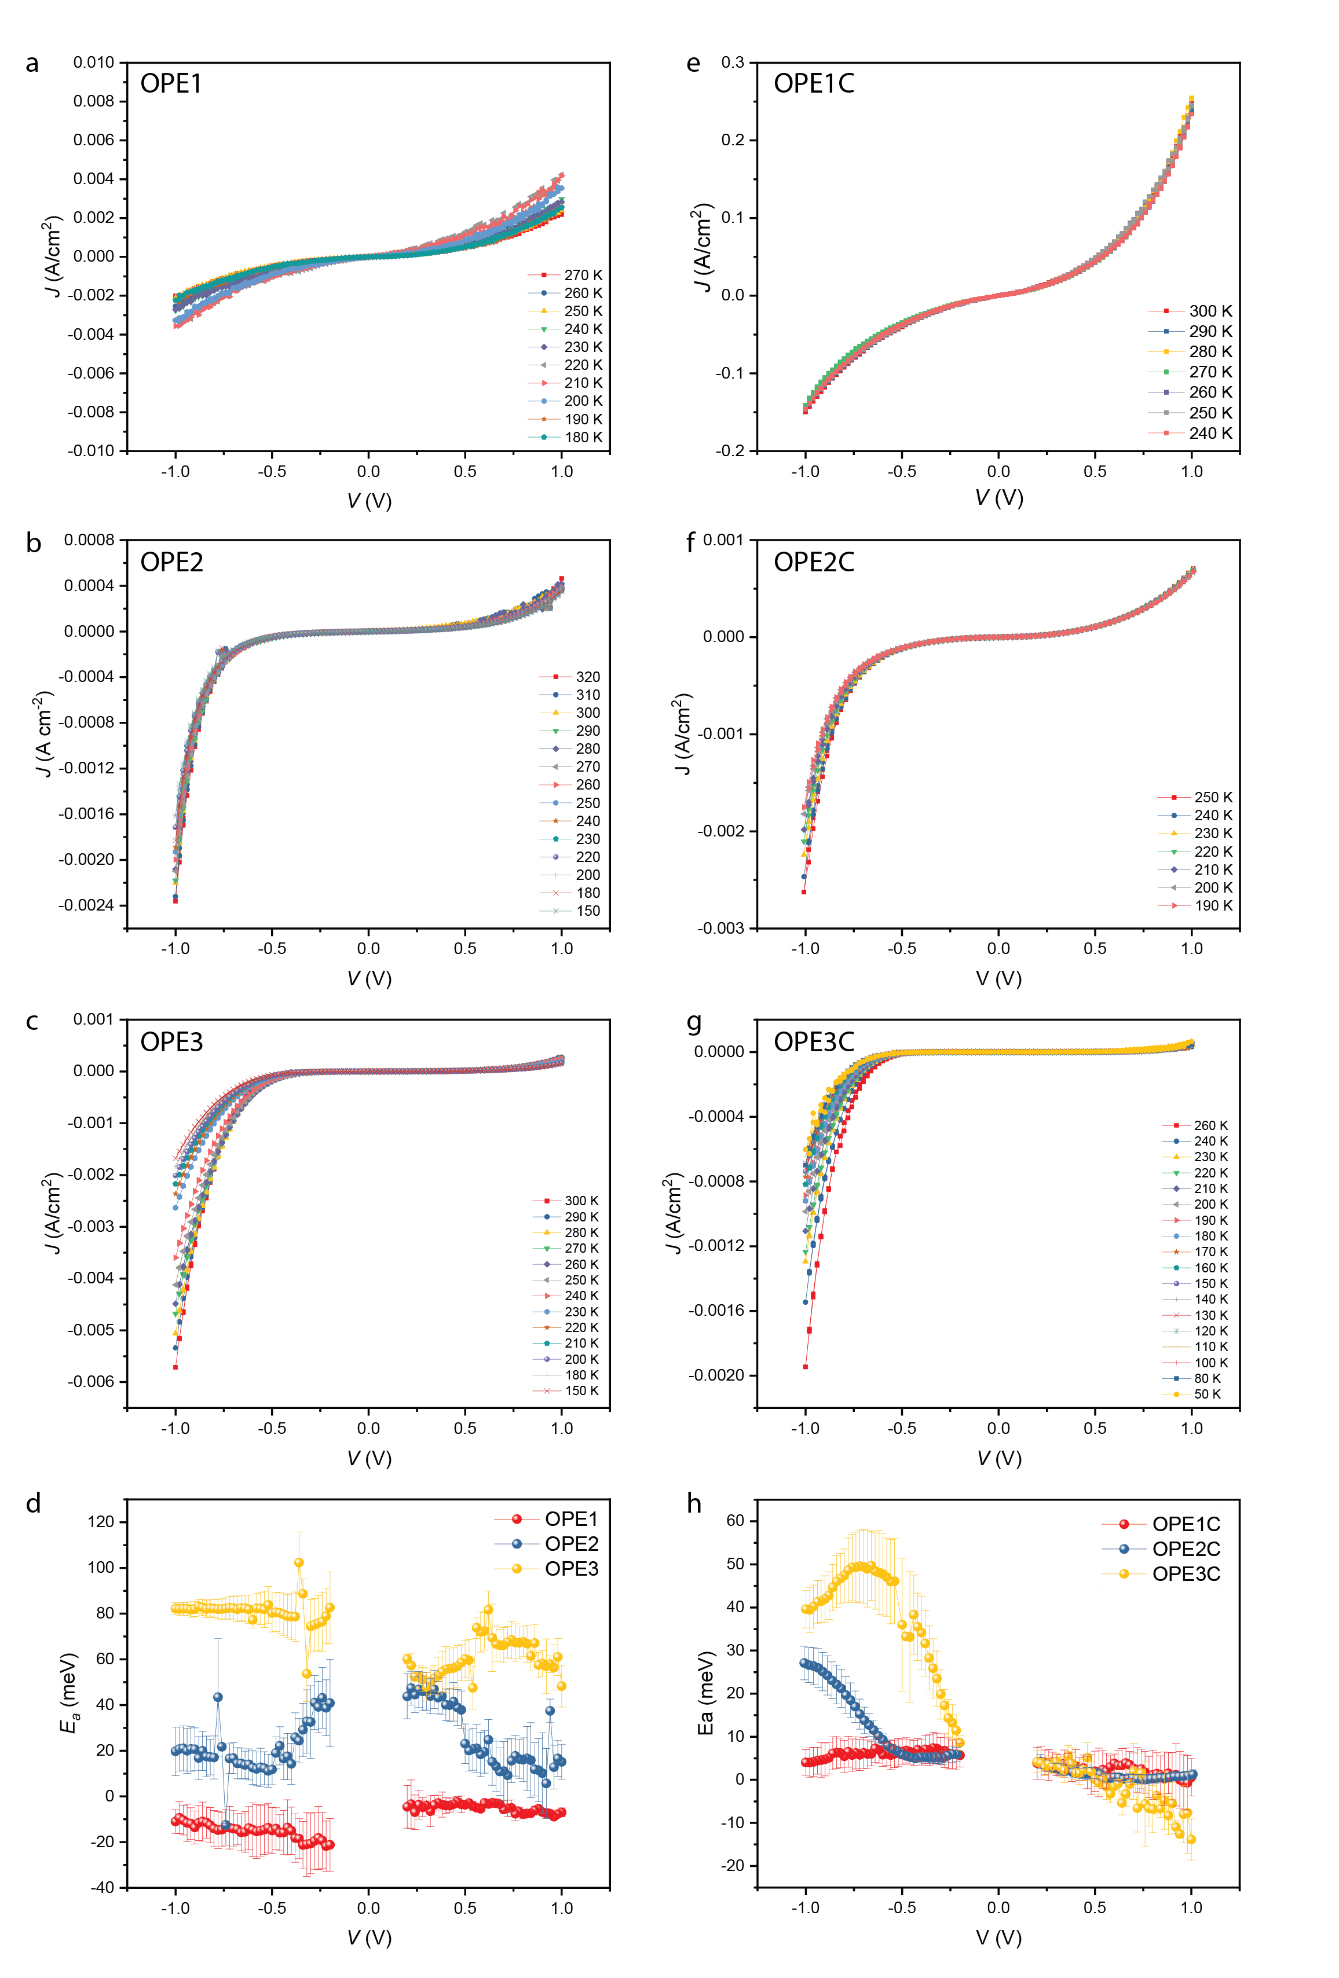 a
OPE1
0.010
0.008
0.006
0.004
0.002
0.000
-0.002
-0.004
-0.006
-0.008
-0.010
J (A/cm²)
270 K
260 K
250 K
240 K
230 K
220 K
210 K
200 K
190 K
180 K
-1.0 -0.5 0.0 0.5 1.0
V (V)
e
OPE1C
0.3
0.2
0.1
0.0
-0.1
-0.2
J (A/cm²)
300 K
290 K
280 K
270 K
260 K
250 K
240 K
-1.0 -0.5 0.0 0.5 1.0
V (V)
b
OPE2
0.0008
0.0004
0.0000
-0.0004
-0.0008
-0.0012
-0.0016
-0.0020
-0.0024
J (A cm⁻²)
320
310
300
290
280
270
260
250
240
230
220
200
180
150
-1.0 -0.5 0.0 0.5 1.0
V (V)
f
OPE2C
0.001
0.000
-0.001
-0.002
-0.003
J (A/cm²)
250 K
240 K
230 K
220 K
210 K
200 K
190 K
-1.0 -0.5 0.0 0.5 1.0
V (V)
c
OPE3
0.001
0.000
-0.001
-0.002
-0.003
-0.004
-0.005
-0.006
J (A/cm²)
300 K
290 K
280 K
270 K
260 K
250 K
240 K
230 K
220 K
210 K
200 K
180 K
150 K
-1.0 -0.5 0.0 0.5 1.0
V (V)
g
OPE3C
0.0000
-0.0004
-0.0008
-0.0012
-0.0016
-0.0020
J (A/cm²)
260 K
240 K
230 K
220 K
210 K
200 K
190 K
180 K
170 K
160 K
150 K
140 K
130 K
120 K
110 K
100 K
80 K
50 K
-1.0 -0.5 0.0 0.5 1.0
V (V)
d
120
100
80
60
40
20
0
-20
-40
Eₐ (meV)
OPE1
OPE2
OPE3
-1.0 -0.5 0.0 0.5 1.0
V (V)
h
60
50
40
30
20
10
0
-10
-20
Ea (meV)
OPE1C
OPE2C
OPE3C
-1.0 -0.5 0.0 0.5 1.0
V (V)